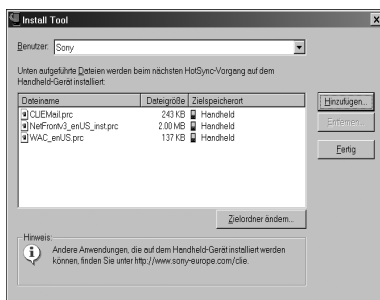 Install Tool
Benutzer: Sony
Unten aufgeführte Dateien werden beim nächsten HotSync-Vorgang auf dem
Handheld-Gerät installiert:
Dateiname Dateigröße Zielspeicherort
CLIEMail.prc 243 KB Handheld
NetFrontv3_enUS_inst.prc 2.00 MB Handheld
WAC_enUS.prc 137 KB Handheld
Hinzufügen...
Entfernen...
Fertig
Zielordner ändern...
Hinweis:
Andere Anwendungen, die auf dem Handheld-Gerät installiert werden
können, finden Sie unter http://www.sony-europe.com/clie.